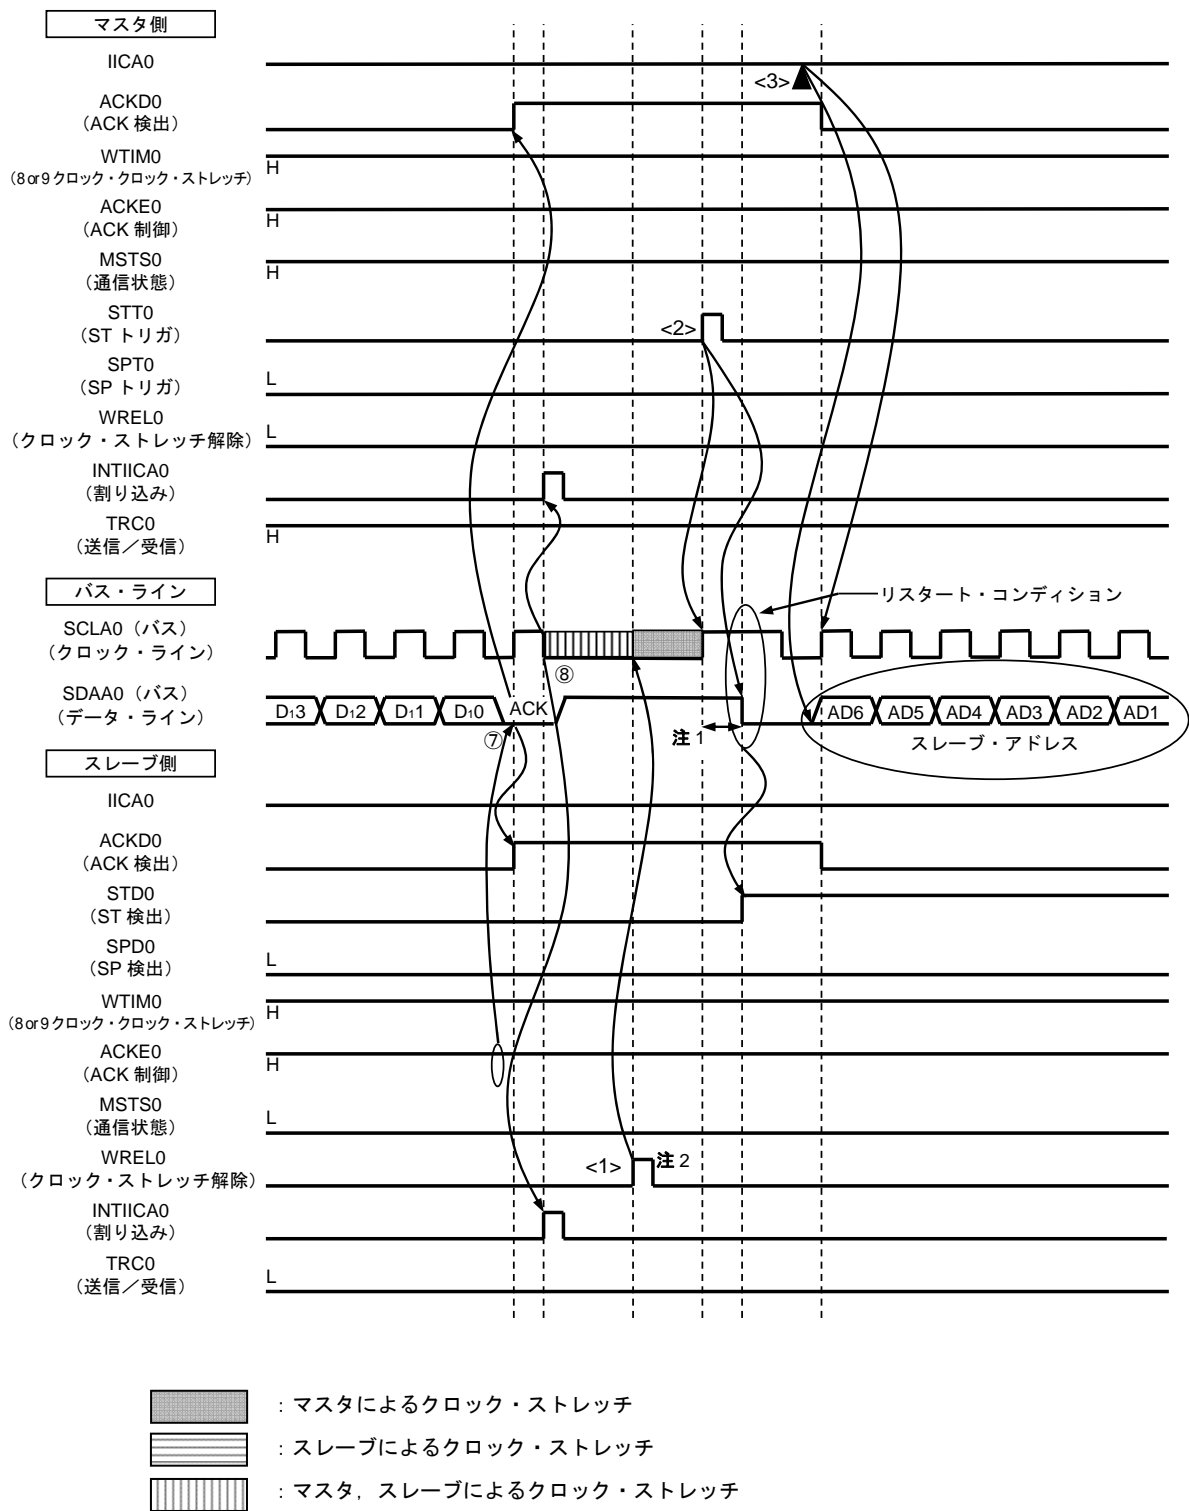 マスタ側
IICA0
<3>
ACKD0
(ACK 検出)
WTIM0
(8or9クロック・クロック・ストレッチ)
H
ACKE0
(ACK 制御)
H
MSTS0
(通信状態)
H
STT0
(ST トリガ)
<2>
SPT0
(SP トリガ)
L
WREL0
(クロック・ストレッチ解除)
L
INTIICA0
(割り込み)
TRC0
(送信/受信)
H
バス・ライン
リスタート・コンディション
SCLA0(バス)
(クロック・ライン)
⑧
SDAA0(バス)
(データ・ライン)
D₁3 D₁2 D₁1 D₁0 ACK AD6 AD5 AD4 AD3 AD2 AD1
⑦
注1
スレーブ・アドレス
スレーブ側
IICA0
ACKD0
(ACK 検出)
STD0
(ST 検出)
SPD0
(SP 検出)
L
WTIM0
(8or9クロック・クロック・ストレッチ)
H
ACKE0
(ACK 制御)
H
MSTS0
(通信状態)
L
WREL0
(クロック・ストレッチ解除)
<1>
注2
INTIICA0
(割り込み)
TRC0
(送信/受信)
L
:マスタによるクロック・ストレッチ
:スレーブによるクロック・ストレッチ
:マスタ,スレーブによるクロック・ストレッチ